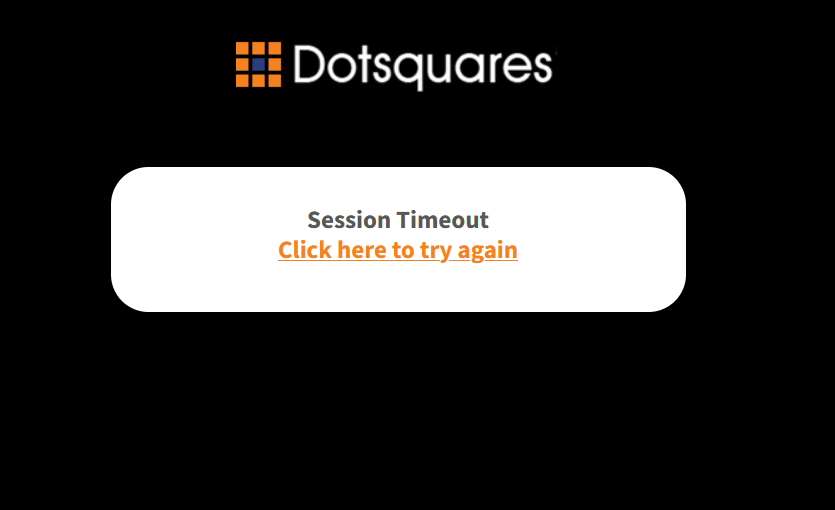 Dotsquares
Session Timeout
Click here to try again